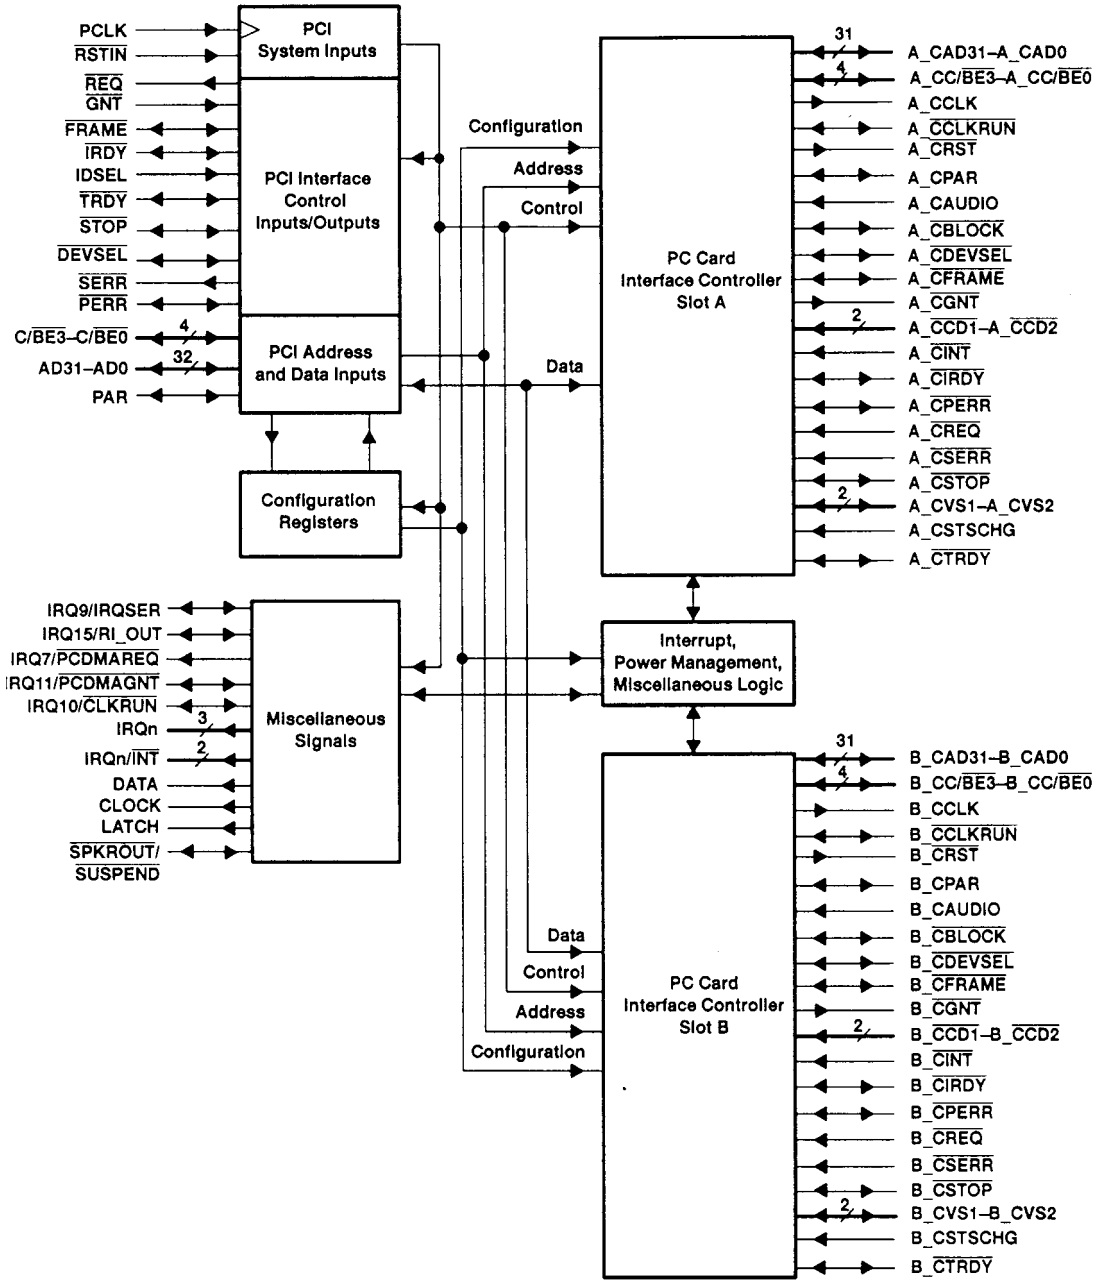 PCLK
RSTIN
REQ
GNT
FRAME
IRDY
IDSEL
TRDY
STOP
DEVSEL
SERR
PERR
C/BE3–C/BE0
4
AD31–AD0
32
PAR
PCI
System Inputs
PCI Interface
Control
Inputs/Outputs
PCI Address
and Data Inputs
Configuration
Registers
IRQ9/IRQSER
IRQ15/RI_OUT
IRQ7/PCDMAREQ
IRQ11/PCDMAGNT
IRQ10/CLKRUN
IRQn
3
IRQn/INT
2
DATA
CLOCK
LATCH
SPKROUT/
SUSPEND
Miscellaneous
Signals
Configuration
Address
Control
Data
PC Card
Interface Controller
Slot A
31
A_CAD31–A_CAD0
4
A_CC/BE3–A_CC/BE0
A_CCLK
A_CCLKRUN
A_CRST
A_CPAR
A_CAUDIO
A_CBLOCK
A_CDEVSEL
A_CFRAME
A_CGNT
2
A_CCD1–A_CCD2
A_CINT
A_CIRDY
A_CPERR
A_CREQ
A_CSERR
A_CSTOP
2
A_CVS1–A_CVS2
A_CSTSCHG
A_CTRDY
Interrupt,
Power Management,
Miscellaneous Logic
Data
Control
Address
Configuration
PC Card
Interface Controller
Slot B
31
B_CAD31–B_CAD0
4
B_CC/BE3–B_CC/BE0
B_CCLK
B_CCLKRUN
B_CRST
B_CPAR
B_CAUDIO
B_CBLOCK
B_CDEVSEL
B_CFRAME
B_CGNT
2
B_CCD1–B_CCD2
B_CINT
B_CIRDY
B_CPERR
B_CREQ
B_CSERR
B_CSTOP
2
B_CVS1–B_CVS2
B_CSTSCHG
B_CTRDY